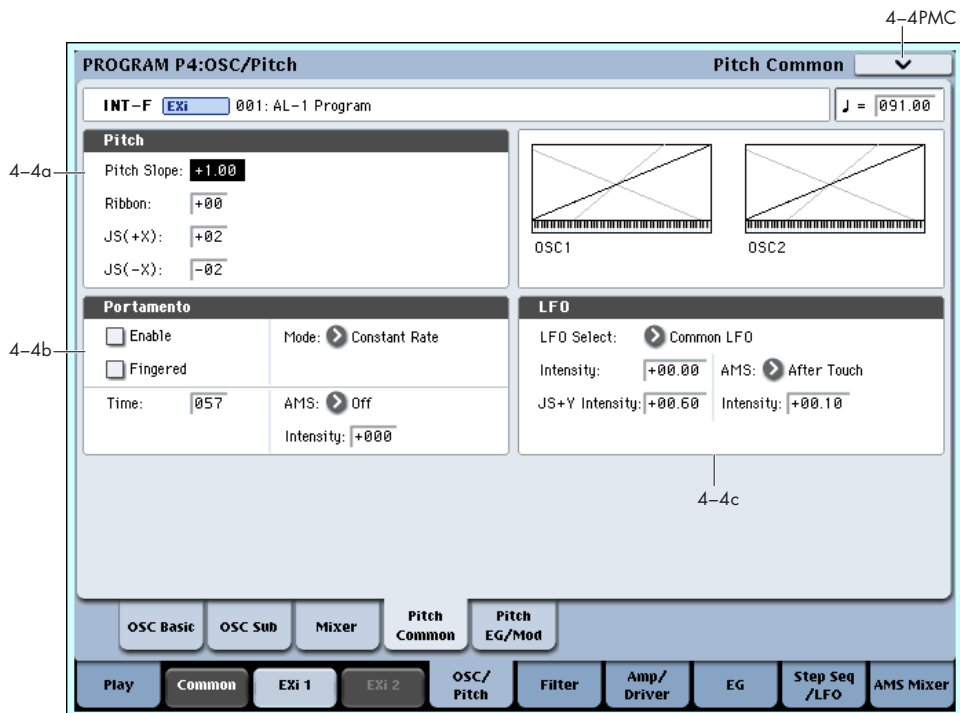 4–4PMC
PROGRAM P4:OSC/Pitch
Pitch Common
INT–F EXi 001: AL–1 Program
♩ = 091.00
Pitch
4–4a
Pitch Slope: +1.00
Ribbon: +00
JS(+X): +02
JS(–X): –02
OSC1
OSC2
Portamento
4–4b
Enable
Mode: Constant Rate
Fingered
Time: 057
AMS: Off
Intensity: +000
LFO
LFO Select: Common LFO
Intensity: +00.00
AMS: After Touch
JS+Y Intensity: +00.60
Intensity: +00.10
4–4c
OSC Basic
OSC Sub
Mixer
Pitch
Common
Pitch
EG/Mod
Play
Common
EXi 1
EXi 2
OSC/
Pitch
Filter
Amp/
Driver
EG
Step Seq
/LFO
AMS Mixer